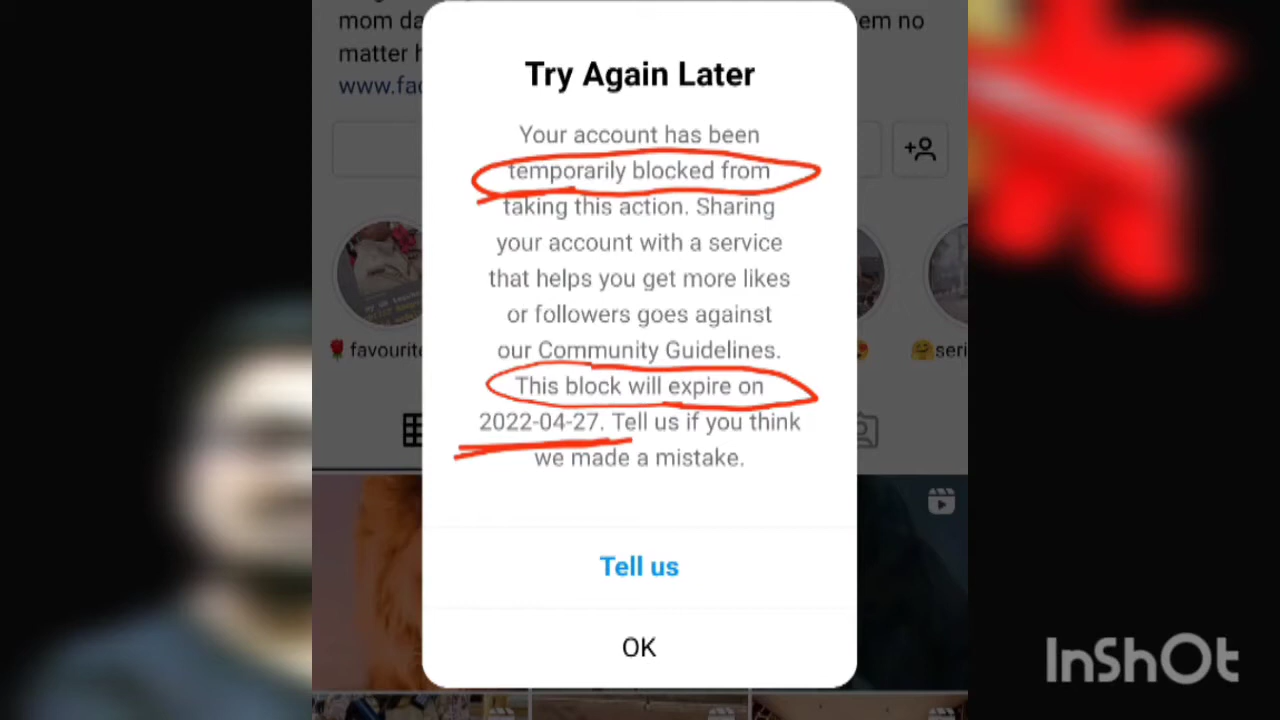 mom da
em no
matter h
www.fac
Try Again Later
Your account has been
temporarily blocked from
taking this action. Sharing
your account with a service
that helps you get more likes
or followers goes against
our Community Guidelines.
This block will expire on
2022-04-27. Tell us if you think
we made a mistake.
🌹favourite
🤗seri
Tell us
OK
InShOt